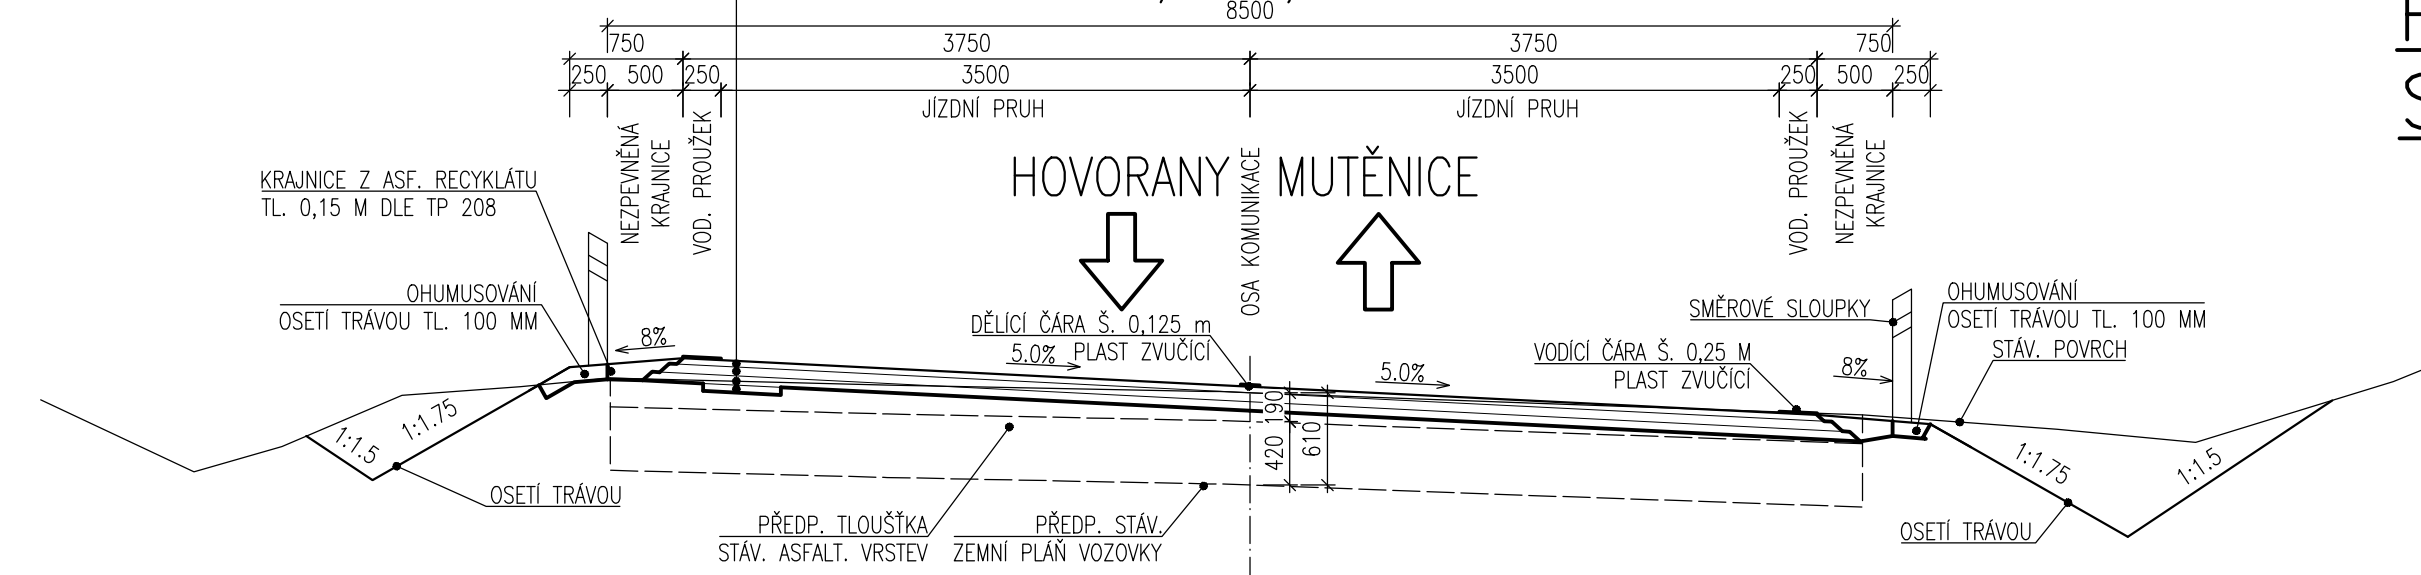 8500
750 3750 3750 750
250 500 250 3500 3500 250 500 250
JÍZDNÍ PRUH JÍZDNÍ PRUH
NEZPEVNĚNÁ
KRAJNICE
VOD. PROUŽEK
OSA KOMUNIKACE
VOD. PROUŽEK
NEZPEVNĚNÁ
KRAJNICE
HOVORANY MUTĚNICE
KRAJNICE Z ASF. RECYKLÁTU
TL. 0,15 M DLE TP 208
OHUMUSOVÁNÍ
OSETÍ TRÁVOU TL. 100 MM
DĚLÍCÍ ČÁRA Š. 0,125 m
PLAST ZVUČÍCÍ
SMĚROVÉ SLOUPKY
OHUMUSOVÁNÍ
OSETÍ TRÁVOU TL. 100 MM
STÁV. POVRCH
VODÍCÍ ČÁRA Š. 0,25 M
PLAST ZVUČÍCÍ
8%
5.0%
5.0%
8%
190
420
610
1:1.5
1:1.75
1:1.75
1:1.5
OSETÍ TRÁVOU
PŘEDP. TLOUŠŤKA
STÁV. ASFALT. VRSTEV
PŘEDP. STÁV.
ZEMNÍ PLÁŇ VOZOVKY
OSETÍ TRÁVOU